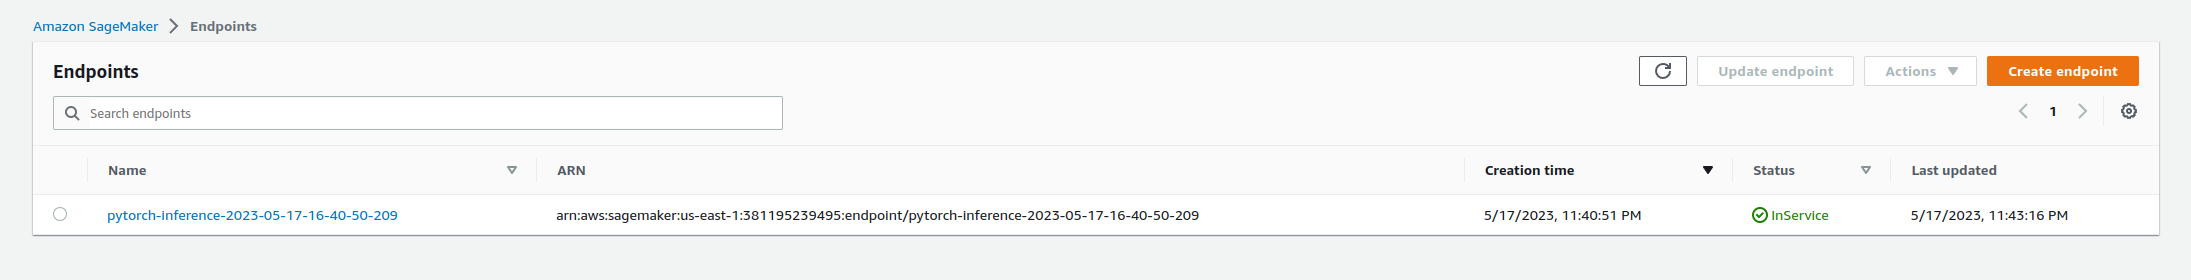 Amazon SageMaker Endpoints
Endpoints
Update endpoint Actions Create endpoint
Search endpoints
1
Name ARN Creation time Status Last updated
pytorch-inference-2023-05-17-16-40-50-209 arn:aws:sagemaker:us-east-1:381195239495:endpoint/pytorch-inference-2023-05-17-16-40-50-209 5/17/2023, 11:40:51 PM InService 5/17/2023, 11:43:16 PM